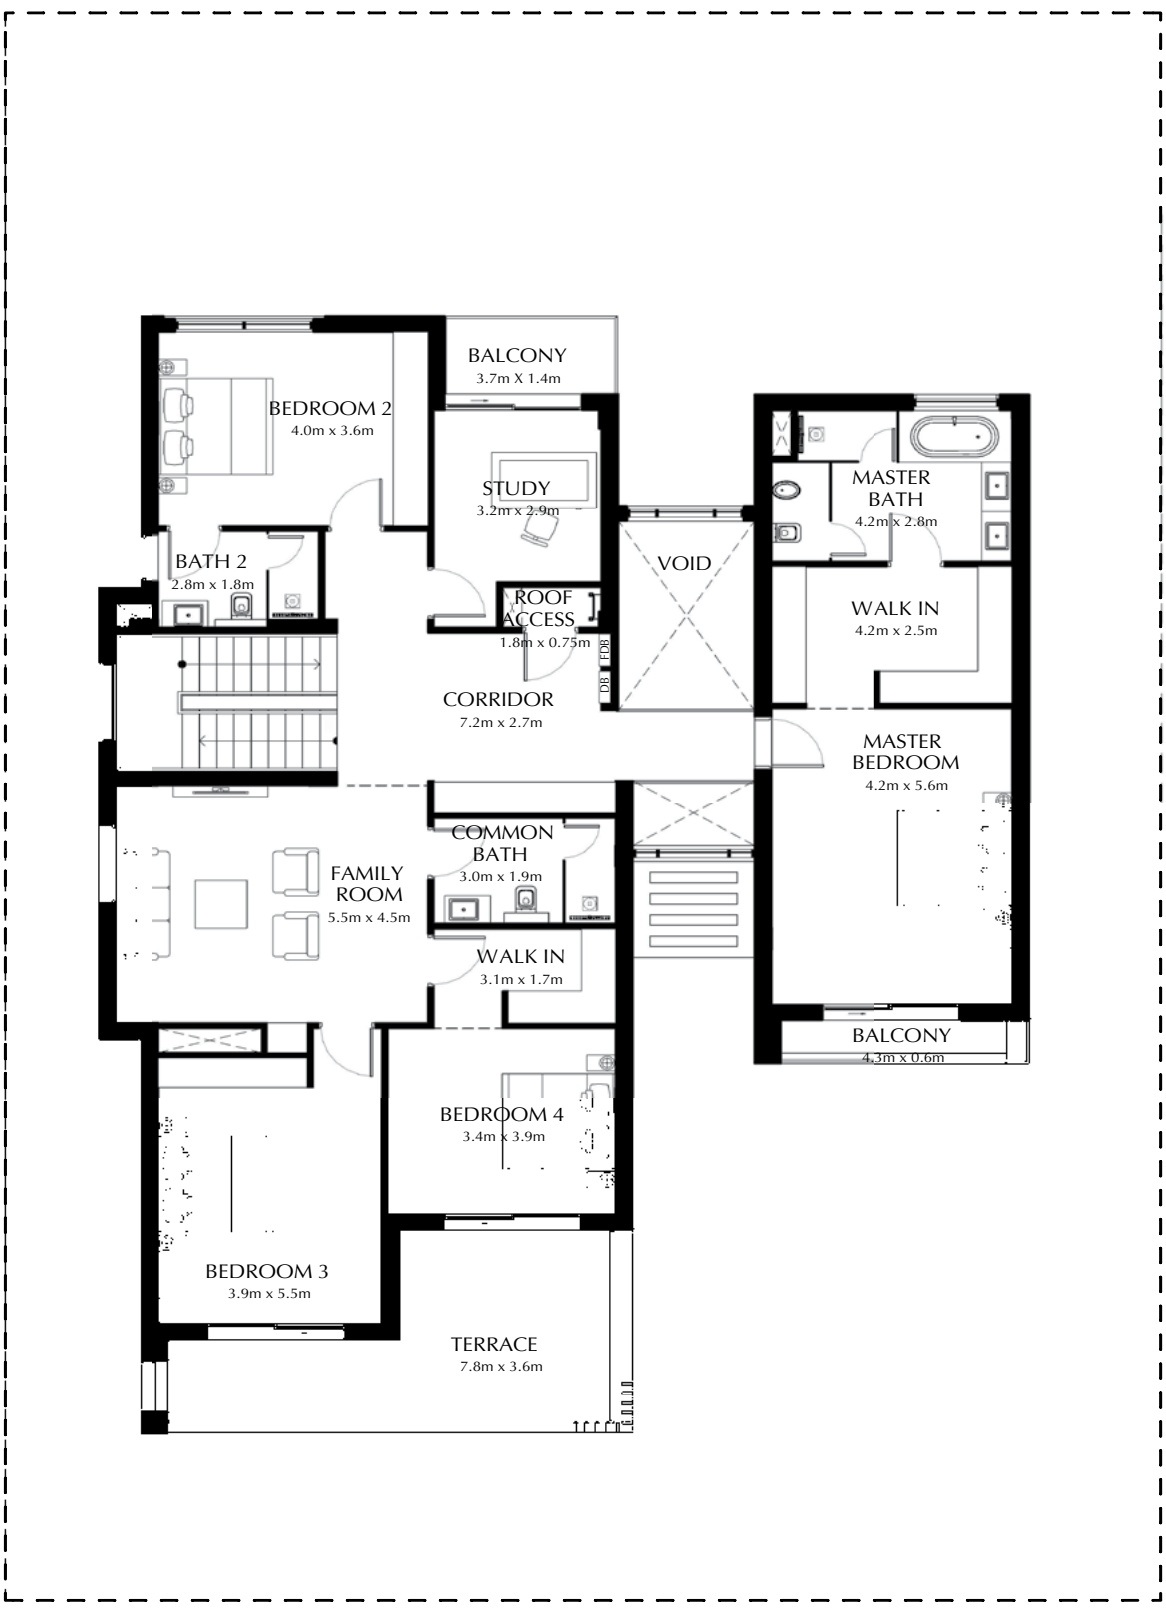 BALCONY
3.7m X 1.4m
BEDROOM 2
4.0m x 3.6m
STUDY
3.2m x 2.9m
MASTER
BATH
4.2m x 2.8m
BATH 2
2.8m x 1.8m
VOID
ROOF
ACCESS
1.8m x 0.75m
WALK IN
4.2m x 2.5m
FDB
DB
CORRIDOR
7.2m x 2.7m
MASTER
BEDROOM
4.2m x 5.6m
COMMON
BATH
3.0m x 1.9m
FAMILY
ROOM
5.5m x 4.5m
WALK IN
3.1m x 1.7m
BALCONY
4.3m x 0.6m
BEDROOM 4
3.4m x 3.9m
BEDROOM 3
3.9m x 5.5m
TERRACE
7.8m x 3.6m